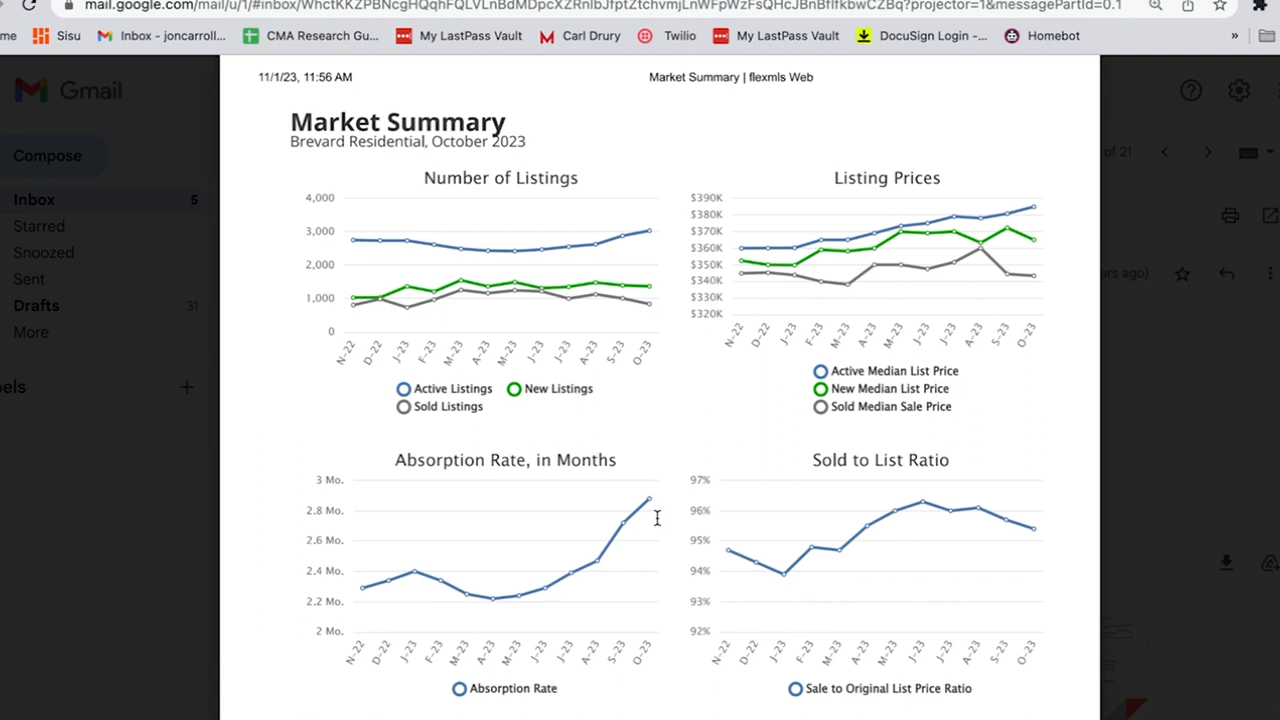 mail.google.com/mail/u/1/#inbox/WhctKKZPBNcgHQqhFQLVLnBdMDpcXZRnlbJfptZtchvmjLnWFpWzFsQHcJBnBflfkbwCZBq?projector=1&messagePartId=0.1
me
Sisu
Inbox - joncarroll...
CMA Research Gu...
My LastPass Vault
Carl Drury
Twilio
My LastPass Vault
DocuSign Login -...
Homebot
»
Gmail
Compose
Inbox 5
Starred
Snoozed
Sent
Drafts 31
More
of 21
urs ago)
11/1/23, 11:56 AM
Market Summary | flexmls Web
Market Summary
Brevard Residential, October 2023
Number of Listings
4,000
3,000
2,000
1,000
0
N-22 D-22 J-23 F-23 M-23 A-23 M-23 J-23 J-23 A-23 S-23 O-23
Active Listings New Listings
Sold Listings
Listing Prices
$390K
$380K
$370K
$360K
$350K
$340K
$330K
$320K
N-22 D-22 J-23 F-23 M-23 A-23 M-23 J-23 J-23 A-23 S-23 O-23
Active Median List Price
New Median List Price
Sold Median Sale Price
Absorption Rate, in Months
3 Mo.
2.8 Mo.
2.6 Mo.
2.4 Mo.
2.2 Mo.
2 Mo.
N-22 D-22 J-23 F-23 M-23 A-23 M-23 J-23 J-23 A-23 S-23 O-23
Absorption Rate
Sold to List Ratio
97%
96%
95%
94%
93%
92%
N-22 D-22 J-23 F-23 M-23 A-23 M-23 J-23 J-23 A-23 S-23 O-23
Sale to Original List Price Ratio